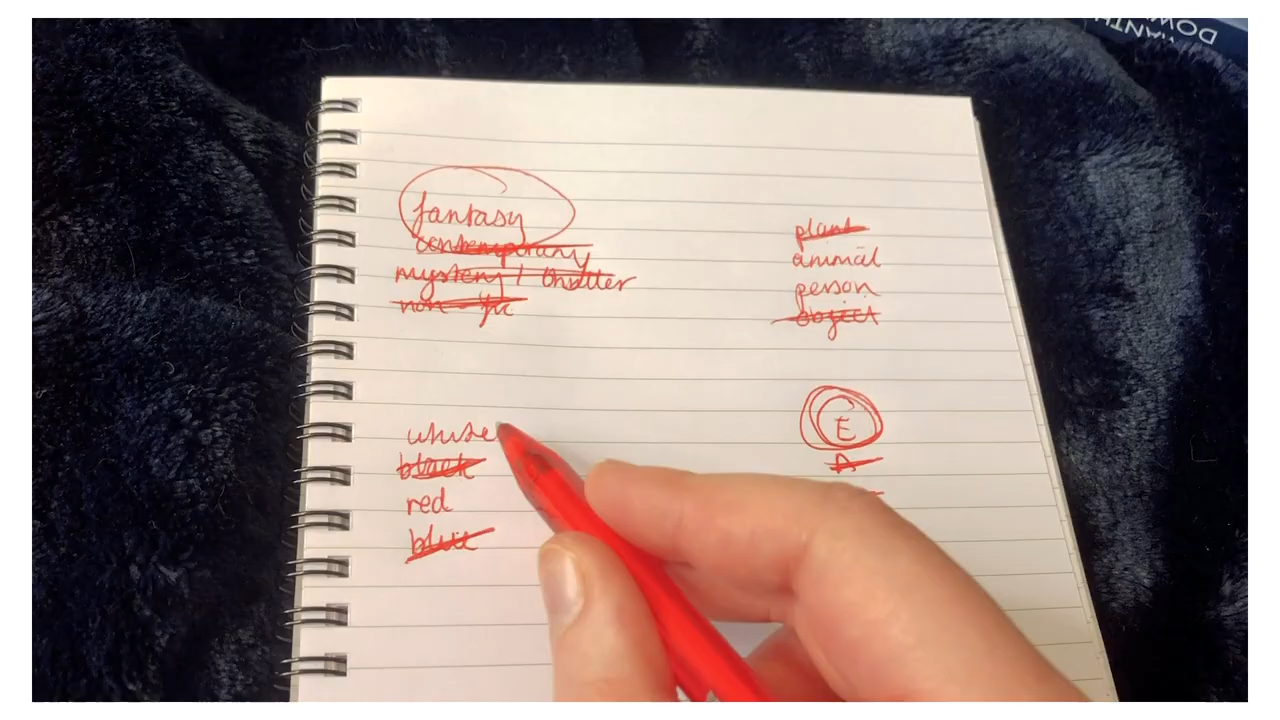 fantasy
contemporary
mystery / thriller
non-fic
plant
animal
person
object
white
black
red
blue
E
A